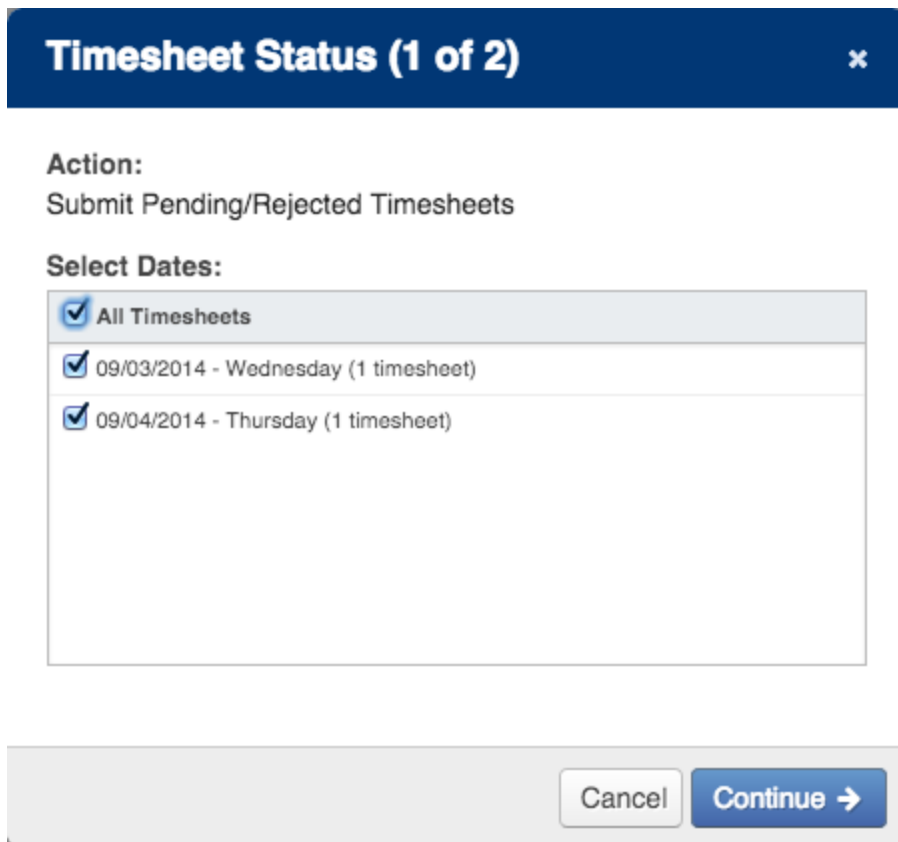 Timesheet Status (1 of 2)
Action:
Submit Pending/Rejected Timesheets
Select Dates:
All Timesheets
09/03/2014 - Wednesday (1 timesheet)
09/04/2014 - Thursday (1 timesheet)
Cancel
Continue